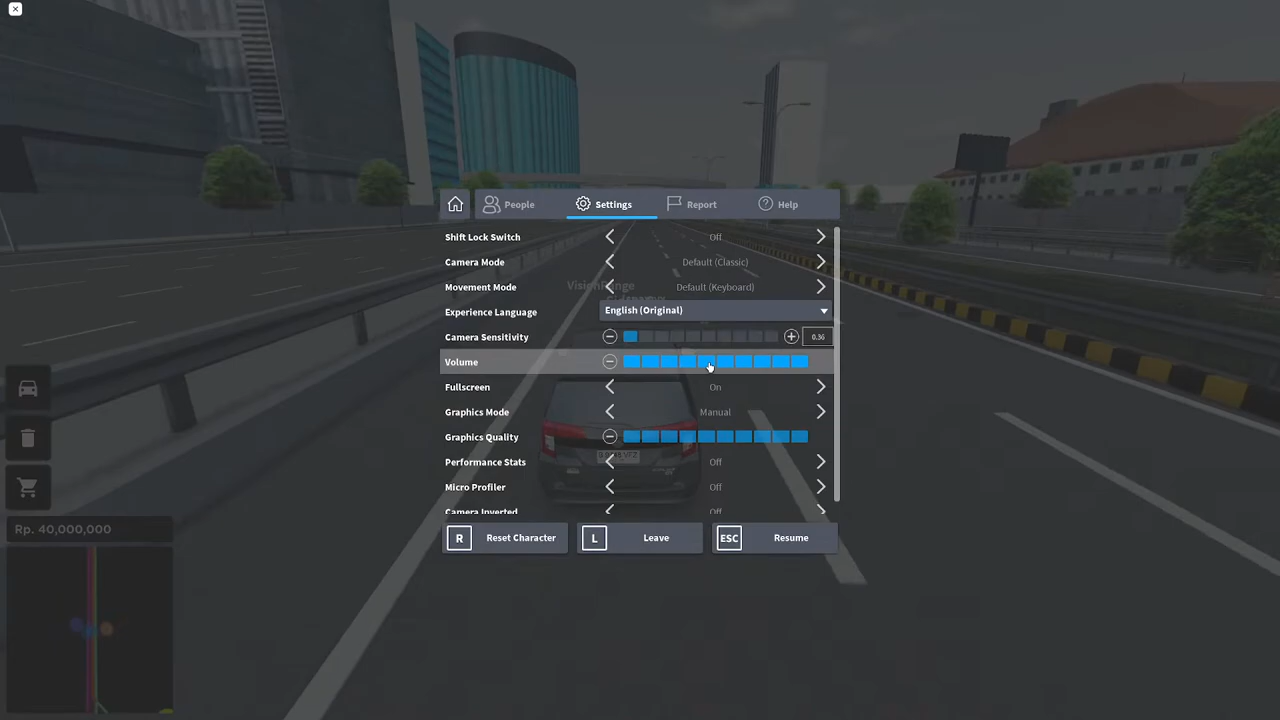 People
Settings
Report
Help
Shift Lock Switch
Off
Camera Mode
Default (Classic)
Movement Mode
Default (Keyboard)
Experience Language
English (Original)
Camera Sensitivity
0.36
Volume
Fullscreen
On
Graphics Mode
Manual
Graphics Quality
Performance Stats
Off
Micro Profiler
Off
Camera Inverted
Off
R
Reset Character
L
Leave
ESC
Resume
Rp. 40,000,000